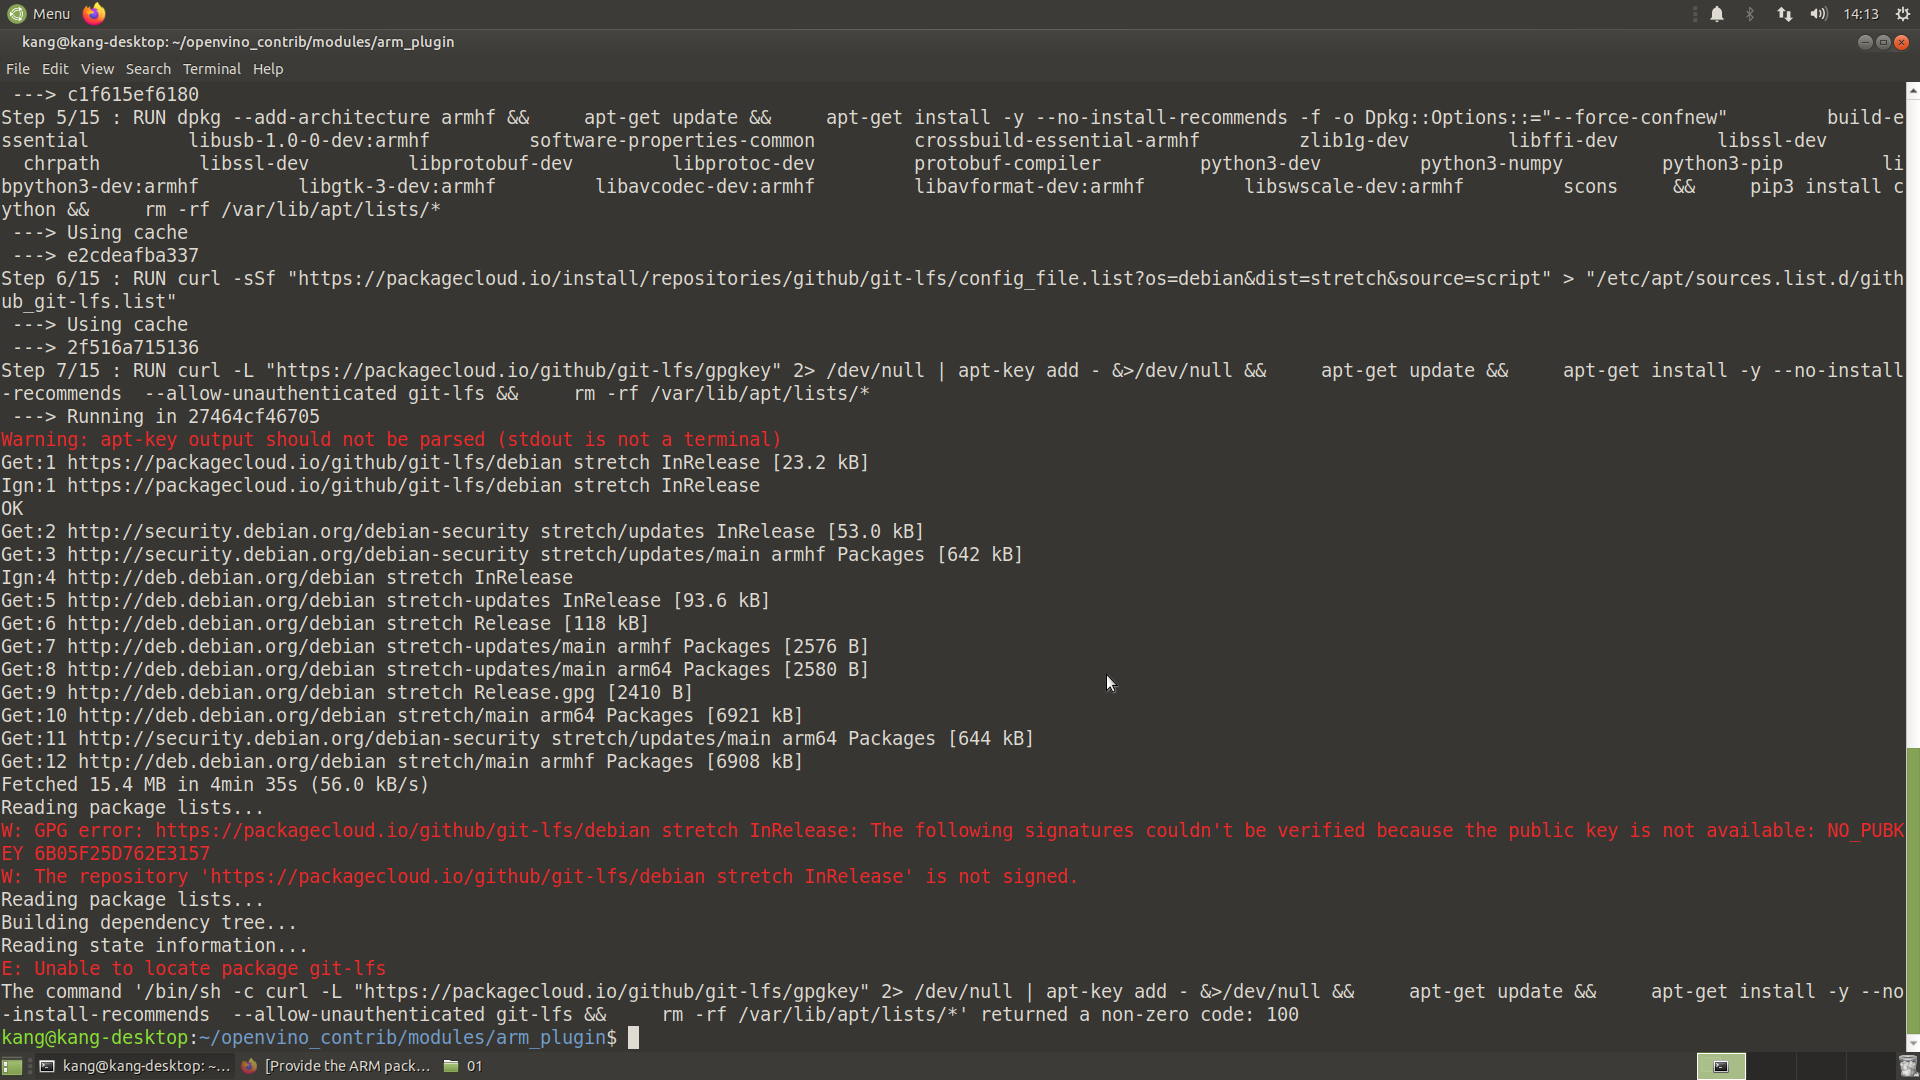 Menu
14:13
kang@kang-desktop: ~/openvino_contrib/modules/arm_plugin
File Edit View Search Terminal Help
---> c1f615ef6180
Step 5/15 : RUN dpkg --add-architecture armhf &&     apt-get update &&     apt-get install -y --no-install-recommends -f -o Dpkg::Options::="--force-confnew"         build-e
ssential         libusb-1.0-0-dev:armhf         software-properties-common         crossbuild-essential-armhf         zlib1g-dev         libffi-dev         libssl-dev
  chrpath         libssl-dev         libprotobuf-dev         libprotoc-dev         protobuf-compiler         python3-dev         python3-numpy         python3-pip         li
bpython3-dev:armhf         libgtk-3-dev:armhf         libavcodec-dev:armhf         libavformat-dev:armhf         libswscale-dev:armhf         scons     &&     pip3 install c
ython &&     rm -rf /var/lib/apt/lists/*
---> Using cache
---> e2cdeafba337
Step 6/15 : RUN curl -sSf "https://packagecloud.io/install/repositories/github/git-lfs/config_file.list?os=debian&dist=stretch&source=script" > "/etc/apt/sources.list.d/gith
ub_git-lfs.list"
---> Using cache
---> 2f516a715136
Step 7/15 : RUN curl -L "https://packagecloud.io/github/git-lfs/gpgkey" 2> /dev/null | apt-key add - &>/dev/null &&     apt-get update &&     apt-get install -y --no-install
-recommends  --allow-unauthenticated git-lfs &&     rm -rf /var/lib/apt/lists/*
---> Running in 27464cf46705
Warning: apt-key output should not be parsed (stdout is not a terminal)
Get:1 https://packagecloud.io/github/git-lfs/debian stretch InRelease [23.2 kB]
Ign:1 https://packagecloud.io/github/git-lfs/debian stretch InRelease
OK
Get:2 http://security.debian.org/debian-security stretch/updates InRelease [53.0 kB]
Get:3 http://security.debian.org/debian-security stretch/updates/main armhf Packages [642 kB]
Ign:4 http://deb.debian.org/debian stretch InRelease
Get:5 http://deb.debian.org/debian stretch-updates InRelease [93.6 kB]
Get:6 http://deb.debian.org/debian stretch Release [118 kB]
Get:7 http://deb.debian.org/debian stretch-updates/main armhf Packages [2576 B]
Get:8 http://deb.debian.org/debian stretch-updates/main arm64 Packages [2580 B]
Get:9 http://deb.debian.org/debian stretch Release.gpg [2410 B]
Get:10 http://deb.debian.org/debian stretch/main arm64 Packages [6921 kB]
Get:11 http://security.debian.org/debian-security stretch/updates/main arm64 Packages [644 kB]
Get:12 http://deb.debian.org/debian stretch/main armhf Packages [6908 kB]
Fetched 15.4 MB in 4min 35s (56.0 kB/s)
Reading package lists...
W: GPG error: https://packagecloud.io/github/git-lfs/debian stretch InRelease: The following signatures couldn't be verified because the public key is not available: NO_PUBK
EY 6B05F25D762E3157
W: The repository 'https://packagecloud.io/github/git-lfs/debian stretch InRelease' is not signed.
Reading package lists...
Building dependency tree...
Reading state information...
E: Unable to locate package git-lfs
The command '/bin/sh -c curl -L "https://packagecloud.io/github/git-lfs/gpgkey" 2> /dev/null | apt-key add - &>/dev/null &&     apt-get update &&     apt-get install -y --no
-install-recommends  --allow-unauthenticated git-lfs &&     rm -rf /var/lib/apt/lists/*' returned a non-zero code: 100
kang@kang-desktop:~/openvino_contrib/modules/arm_plugin$
kang@kang-desktop: ~... [Provide the ARM pack... 01